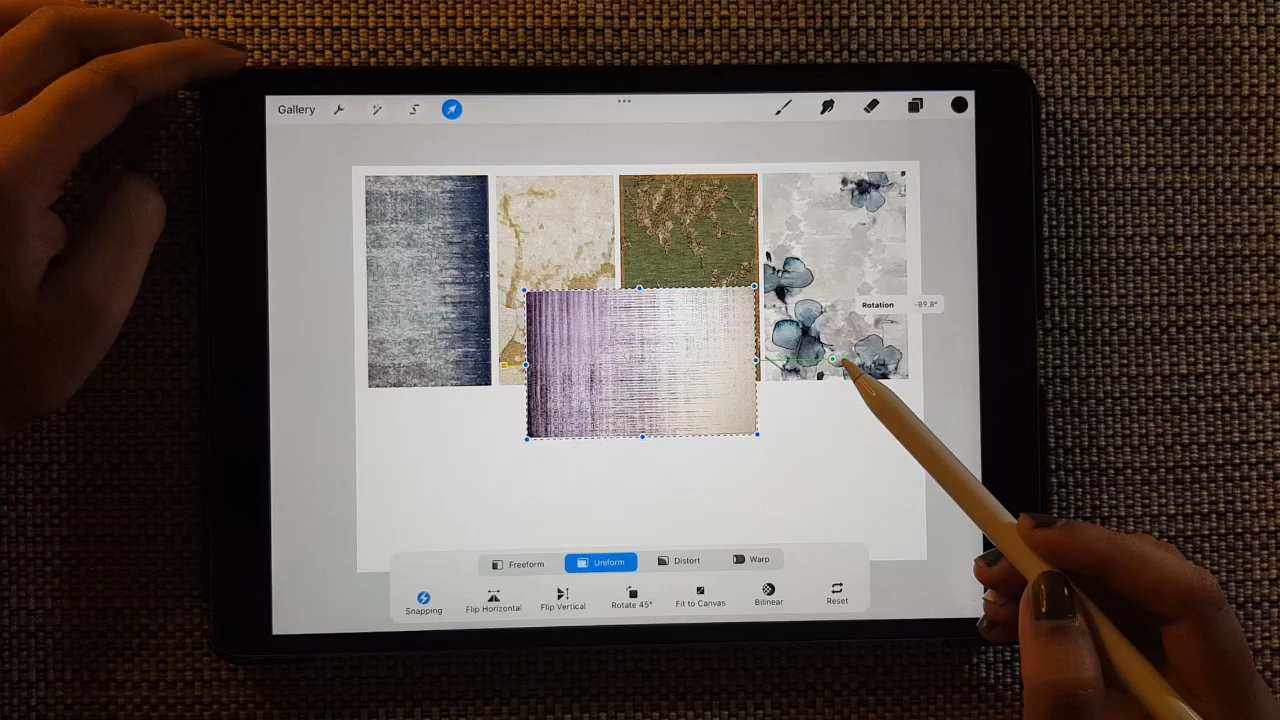 Gallery
Rotation -89.8°
Freeform Uniform Distort Warp
Snapping Flip Horizontal Flip Vertical Rotate 45° Fit to Canvas Bilinear Reset